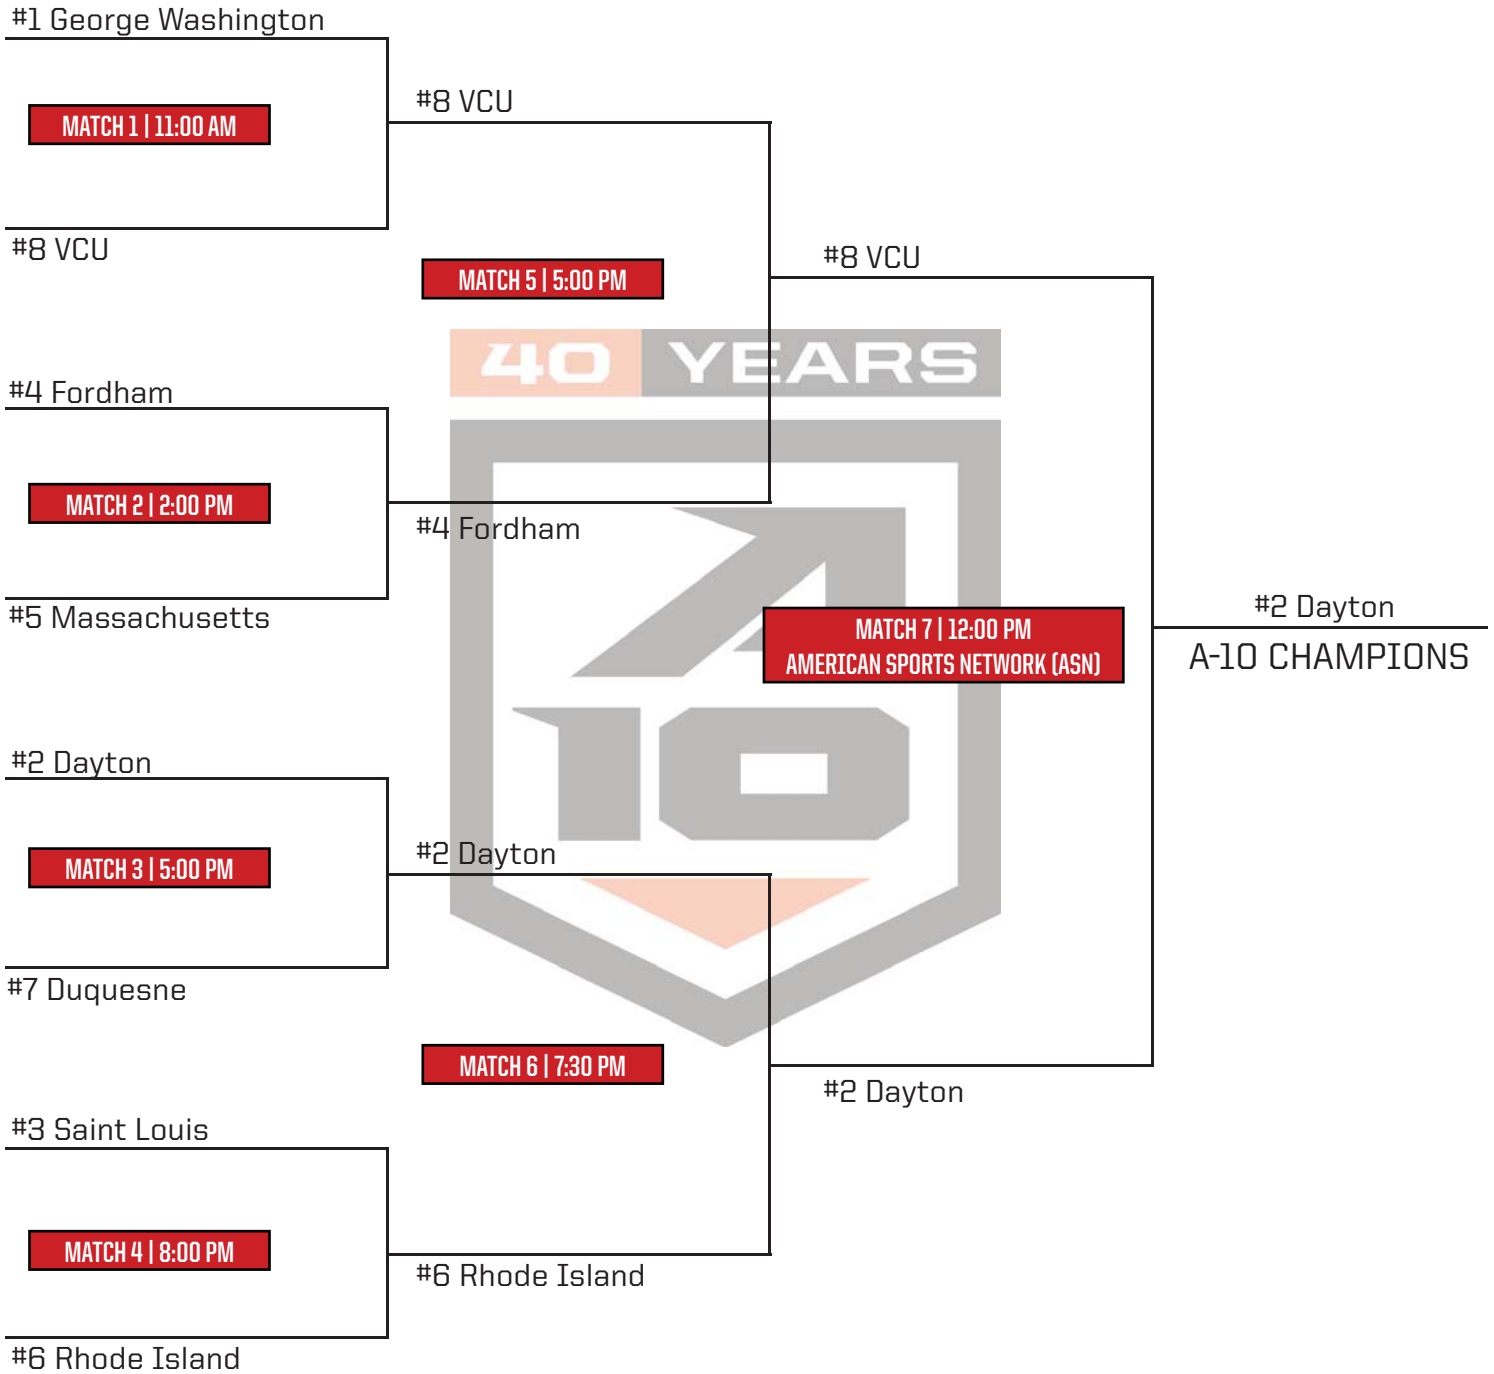 #1 George Washington
MATCH 1 | 11:00 AM
#8 VCU
#8 VCU
MATCH 5 | 5:00 PM
#8 VCU
40 YEARS
#4 Fordham
MATCH 2 | 2:00 PM
#4 Fordham
#5 Massachusetts
A
10
MATCH 7 | 12:00 PM
AMERICAN SPORTS NETWORK (ASN)
#2 Dayton
A-10 CHAMPIONS
#2 Dayton
MATCH 3 | 5:00 PM
#2 Dayton
#7 Duquesne
MATCH 6 | 7:30 PM
#2 Dayton
#3 Saint Louis
MATCH 4 | 8:00 PM
#6 Rhode Island
#6 Rhode Island